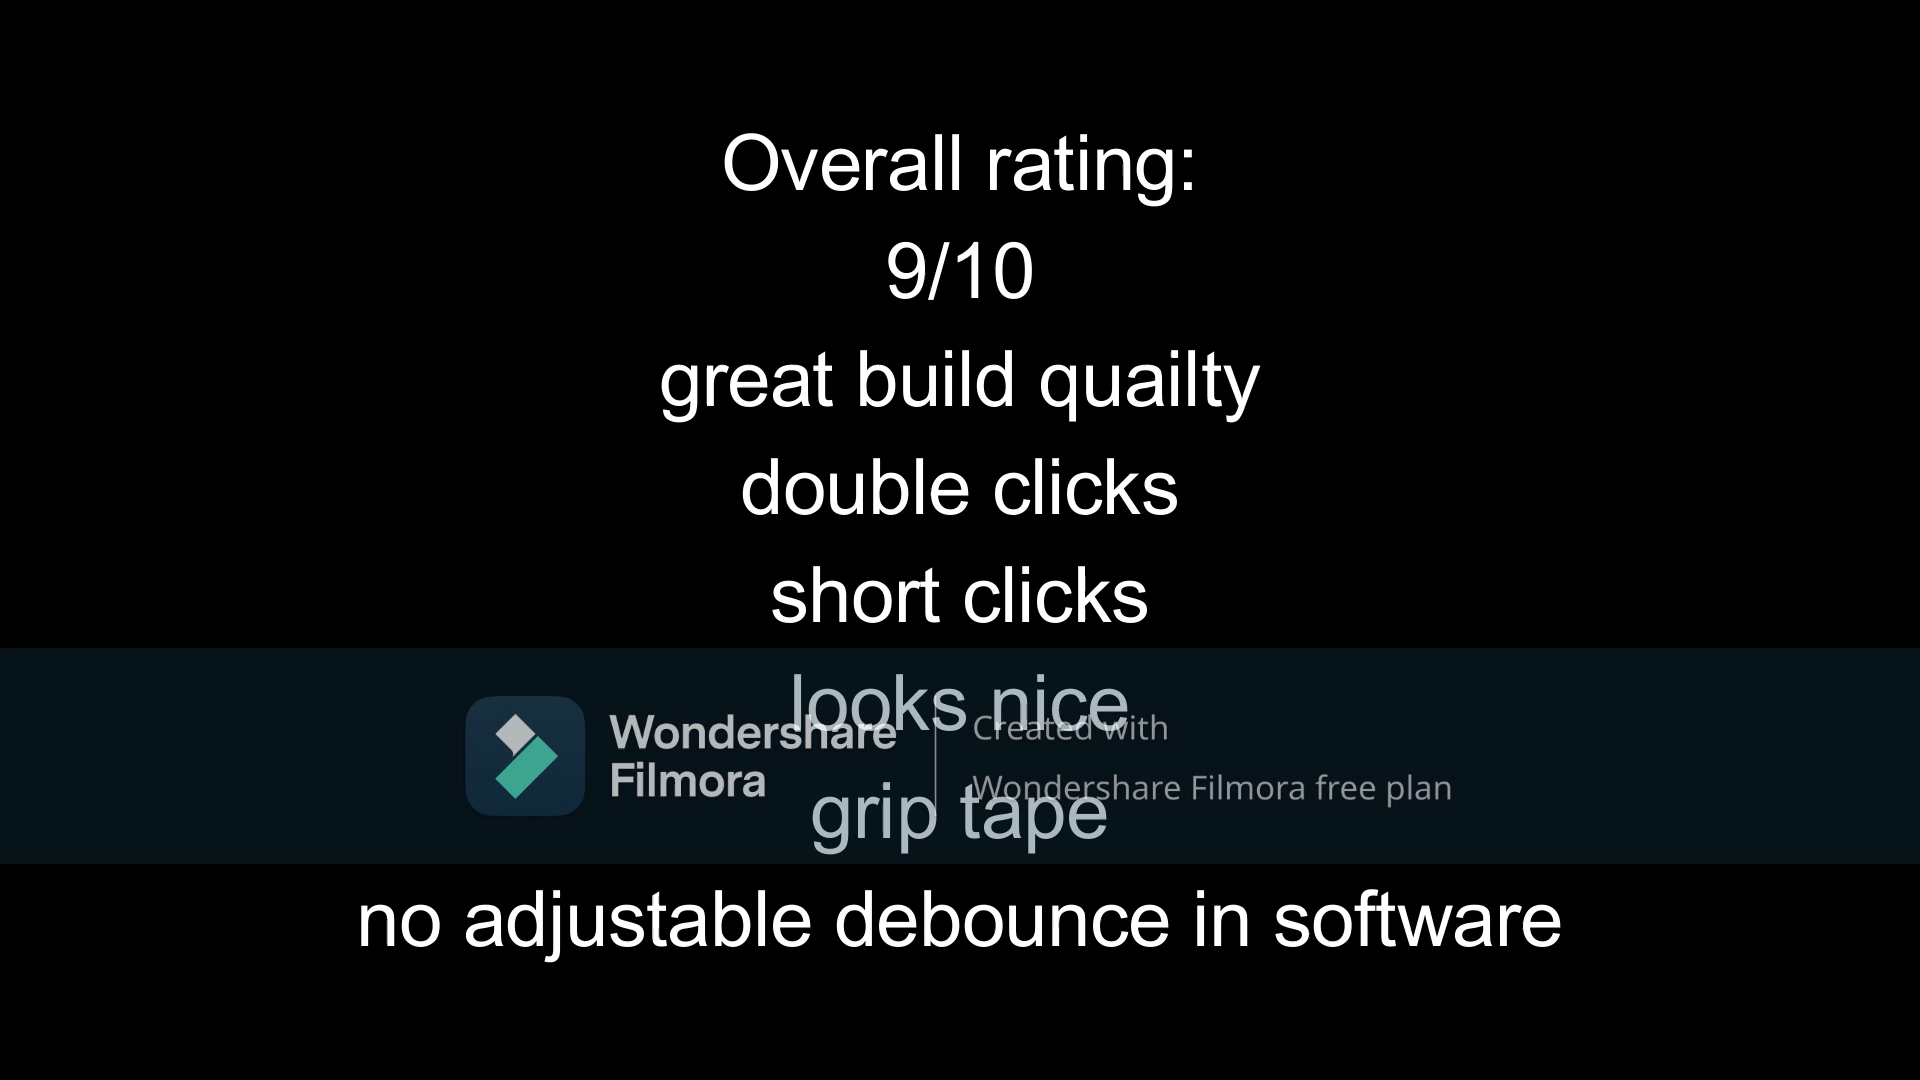 Overall rating:
9/10
great build quailty
double clicks
short clicks
looks nice
Wondershare
Filmora
Created with
Wondershare Filmora free plan
grip tape
no adjustable debounce in software